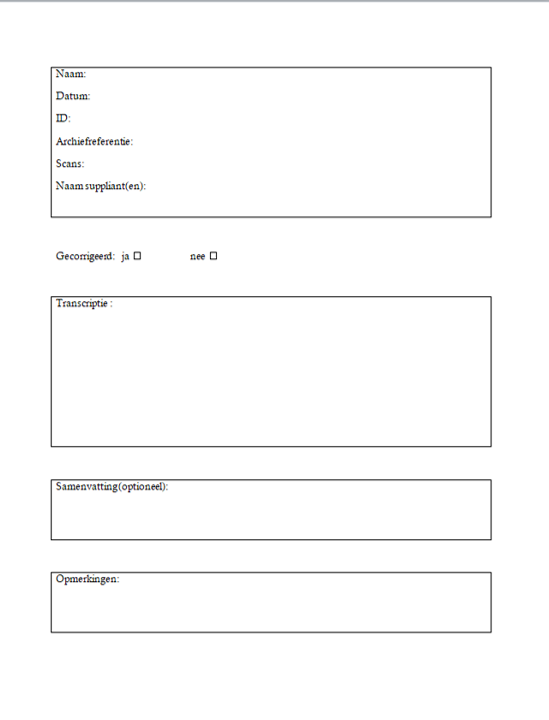 Naam:
Datum:
ID:
Archiefreferentie:
Scans:
Naam suppliant(en):
Gecorrigeerd: ja ☐ nee ☐
Transcriptie :
Samenvatting(optioneel):
Opmerkingen: